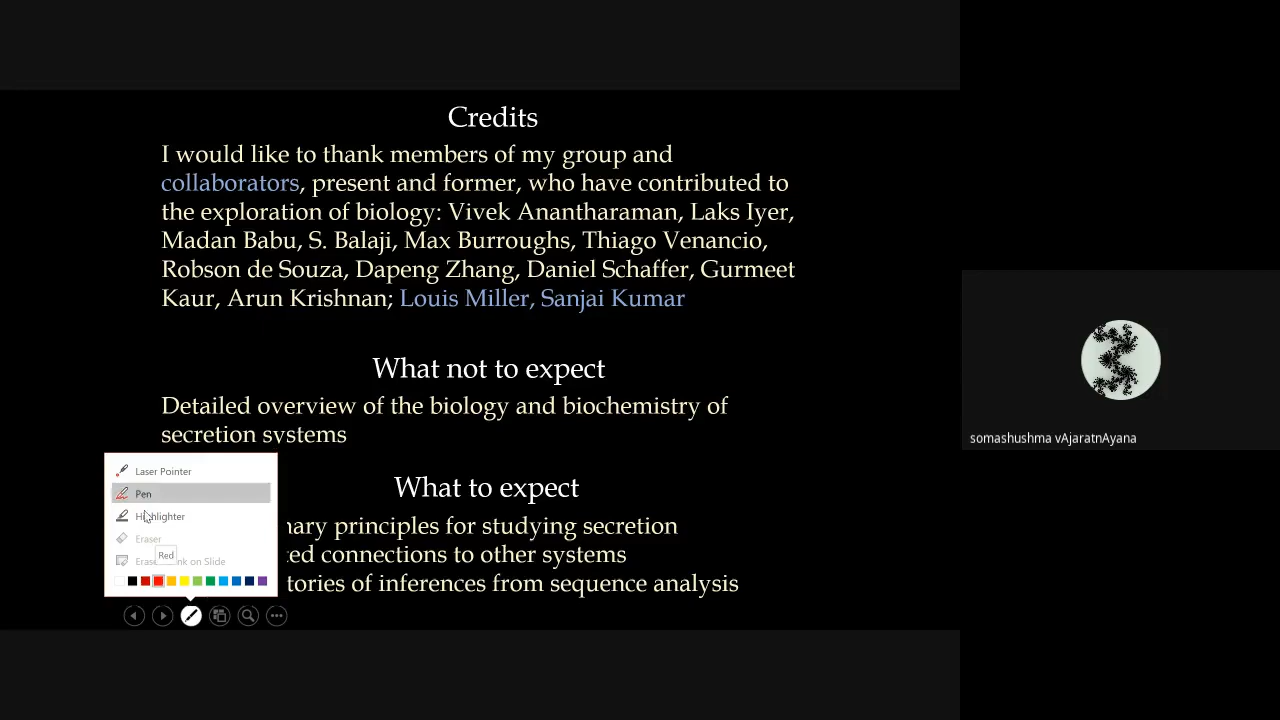 Credits
I would like to thank members of my group and
collaborators, present and former, who have contributed to
the exploration of biology: Vivek Anantharaman, Laks Iyer,
Madan Babu, S. Balaji, Max Burroughs, Thiago Venancio,
Robson de Souza, Dapeng Zhang, Daniel Schaffer, Gurmeet
Kaur, Arun Krishnan; Louis Miller, Sanjai Kumar
What not to expect
Detailed overview of the biology and biochemistry of
secretion systems
What to expect
nary principles for studying secretion
ted connections to other systems
tories of inferences from sequence analysis
Laser Pointer
Pen
Highlighter
Eraser
Red
Ink on Slide
somashushma vAjaratnAyana